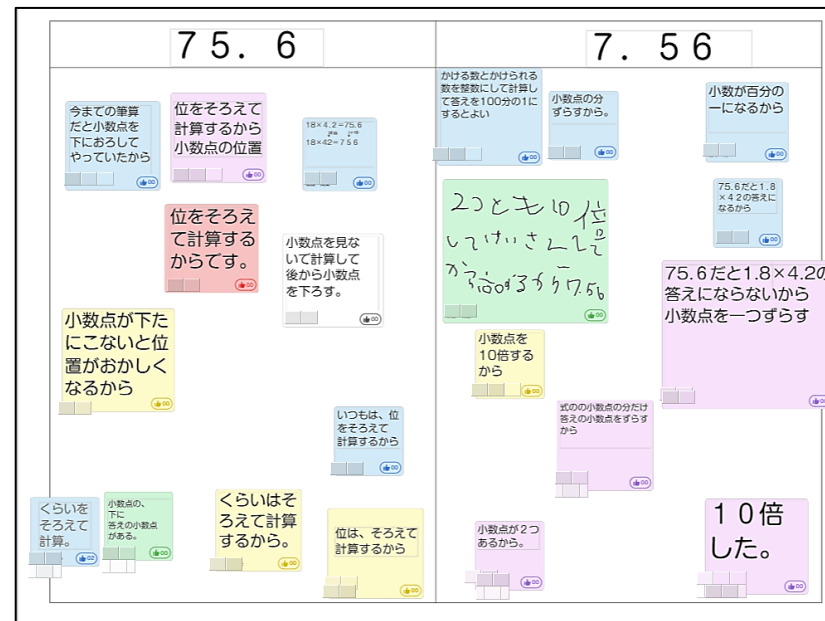 ７５．６
７．５６
今までの筆算
だと小数点を
下におろして
やっていたから
位をそろえて
計算するから
小数点の位置
18×4.2=75.6
18×42=756
位をそろえ
て計算する
からです。
小数点を見な
いで計算して
後から小数点
を下ろす。
小数点が下た
にこないと位
置がおかしく
なるから
いつもは、位
をそろえて
計算するから
くらいを
そろえて
計算。
小数点の、
下に
答えの小数点
がある。
くらいはそ
ろえて計算
するから。
位は、そろえて
計算するから
かける数とかけられる
数を整数にして計算し
て答えを100分の1に
するとよい
小数点の分
ずらすから。
小数が百分の
一になるから
75.6だと1.8
×４２の答えに
なるから
2つとも10倍
してけいさんして
75.6だと1.8×4.2の
答えにならないから
小数点を一つずらす
小数点を
10倍する
から
式のの小数点の分だけ
答えの小数点をずらす
から
小数点が２つ
あるから。
１０倍
した。